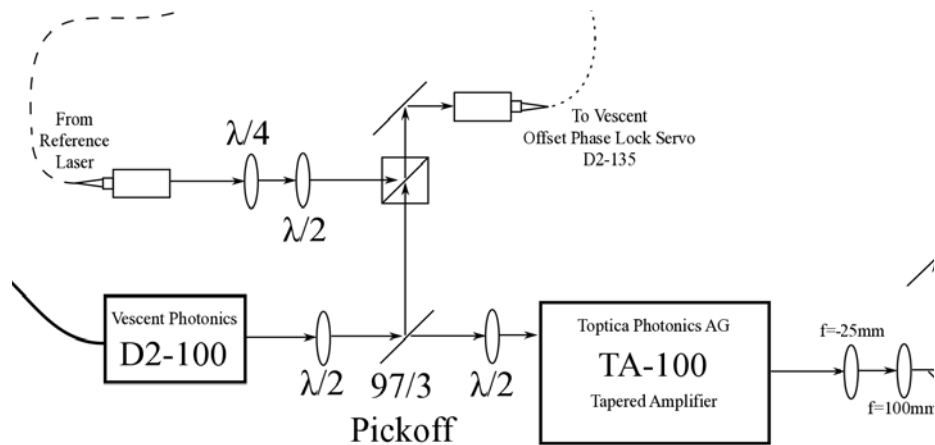 From
Reference
Laser
λ/4
λ/2
To Vescent
Offset Phase Lock Servo
D2-135
Vescent Photonics
D2-100
λ/2
97/3
Pickoff
λ/2
Toptica Photonics AG
TA-100
Tapered Amplifier
f=-25mm
f=100mm